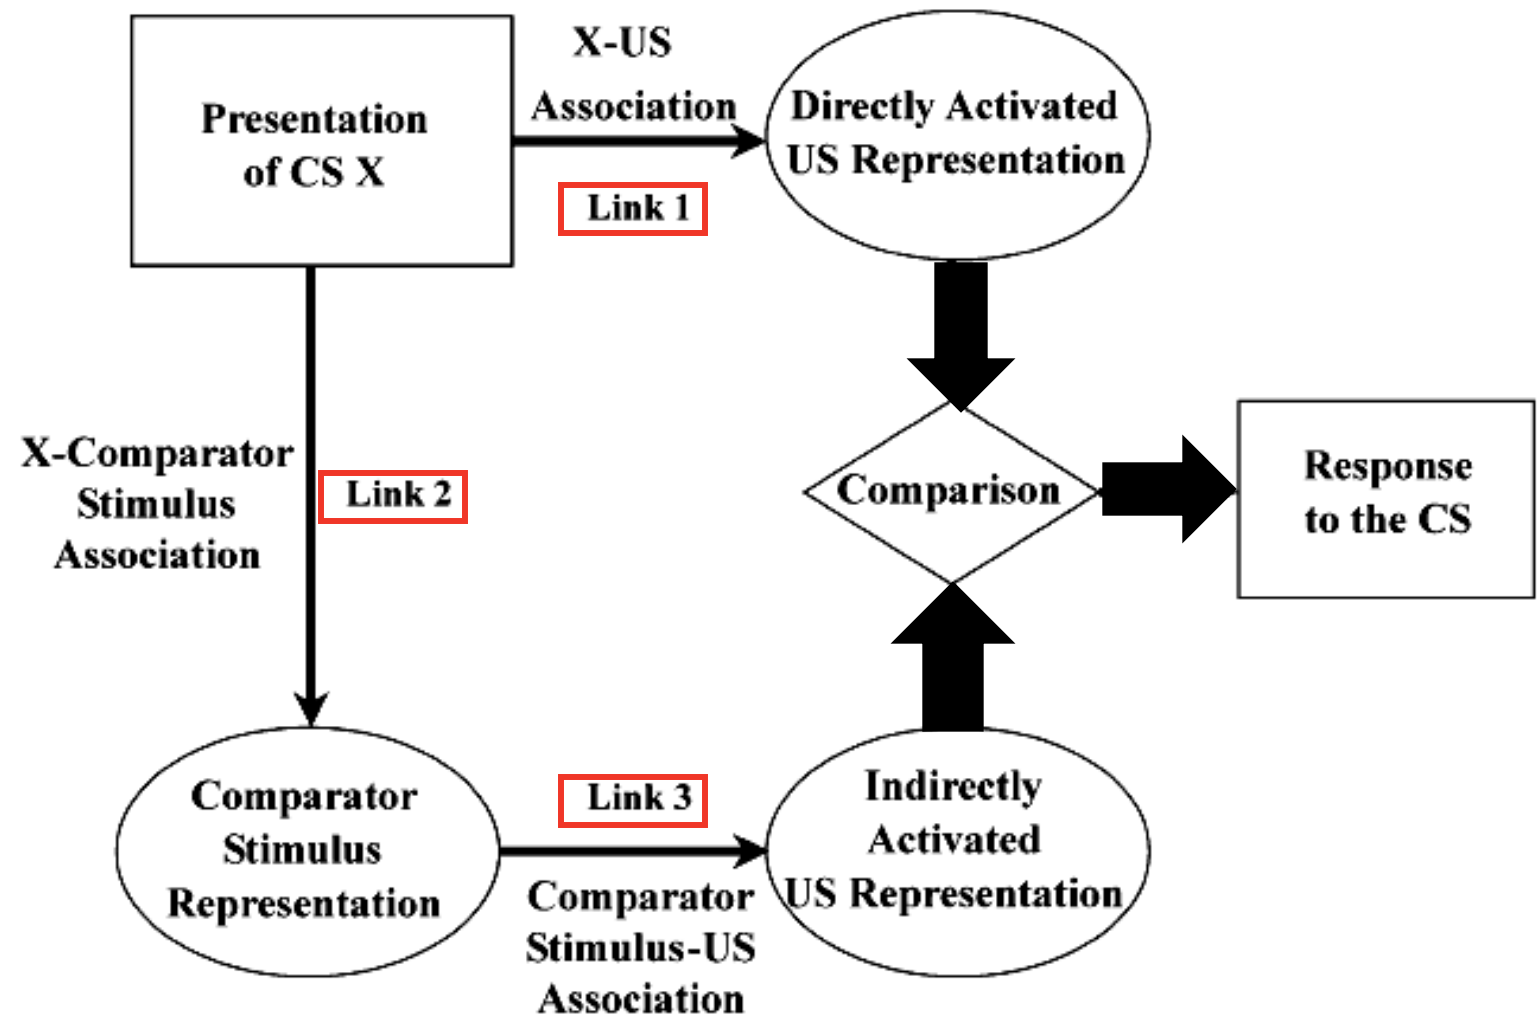 Presentation
of CS X
X-US
Association
Link 1
Directly Activated
US Representation
X-Comparator
Stimulus
Association
Link 2
Comparison
Response
to the CS
Comparator
Stimulus
Representation
Link 3
Comparator
Stimulus-US
Association
Indirectly
Activated
US Representation